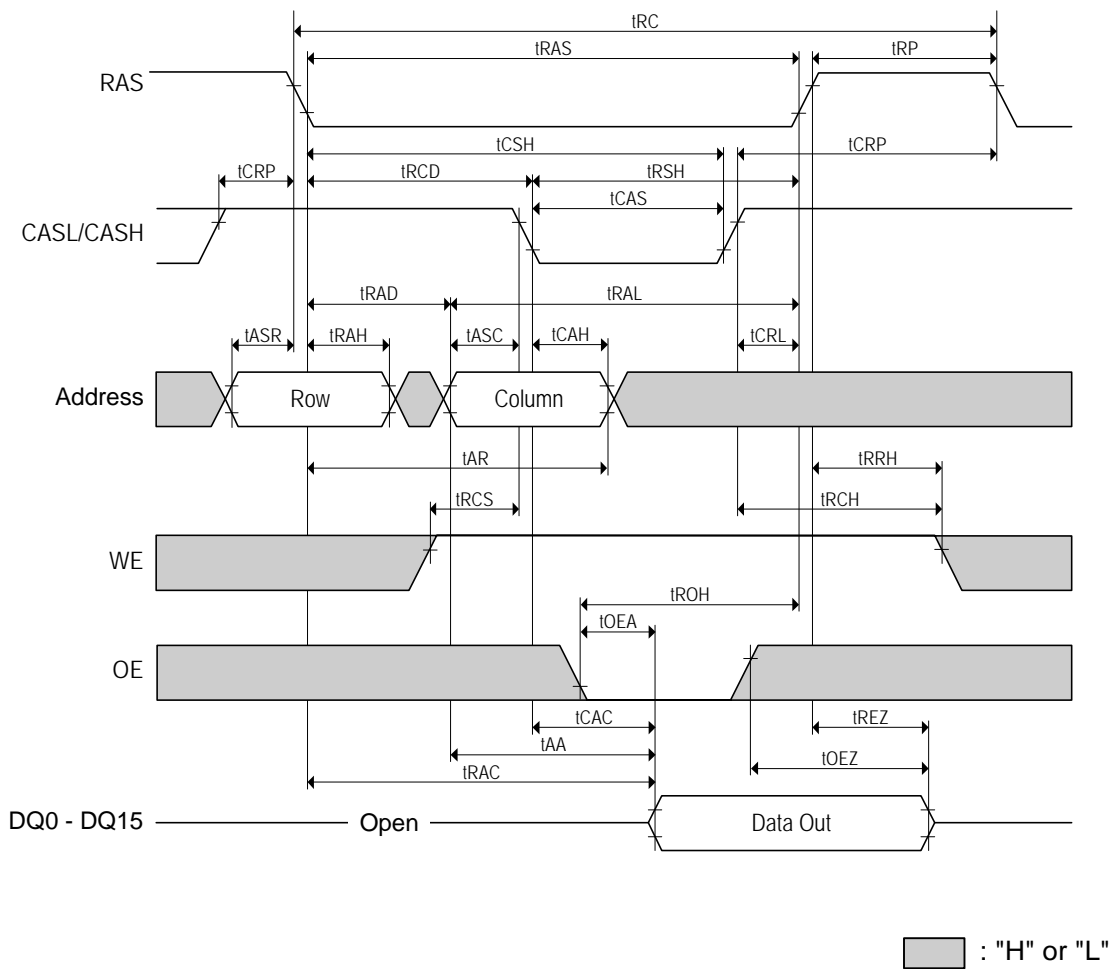 tRC
tRAS tRP
RAS
tCSH tCRP
tCRP tRCD tRSH
tCAS
CASL/CASH
tRAD tRAL
tASR tRAH tASC tCAH tCRL
Address Row Column
tAR tRRH
tRCS tRCH
WE
tROH
tOEA
OE
tCAC tREZ
tAA tOEZ
tRAC
DQ0 - DQ15 Open Data Out
: "H" or "L"